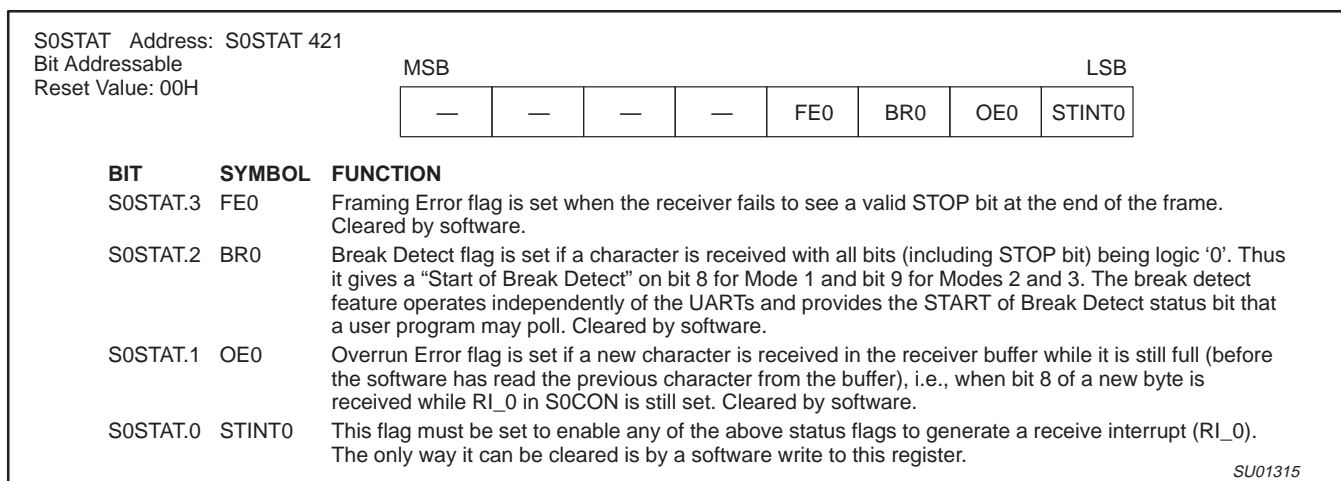 S0STAT Address: S0STAT 421
Bit Addressable
Reset Value: 00H
MSB LSB
— — — — FE0 BR0 OE0 STINT0
BIT SYMBOL FUNCTION
S0STAT.3 FE0 Framing Error flag is set when the receiver fails to see a valid STOP bit at the end of the frame.
Cleared by software.
S0STAT.2 BR0 Break Detect flag is set if a character is received with all bits (including STOP bit) being logic ‘0’. Thus
it gives a “Start of Break Detect” on bit 8 for Mode 1 and bit 9 for Modes 2 and 3. The break detect
feature operates independently of the UARTs and provides the START of Break Detect status bit that
a user program may poll. Cleared by software.
S0STAT.1 OE0 Overrun Error flag is set if a new character is received in the receiver buffer while it is still full (before
the software has read the previous character from the buffer), i.e., when bit 8 of a new byte is
received while RI_0 in S0CON is still set. Cleared by software.
S0STAT.0 STINT0 This flag must be set to enable any of the above status flags to generate a receive interrupt (RI_0).
The only way it can be cleared is by a software write to this register.
SU01315